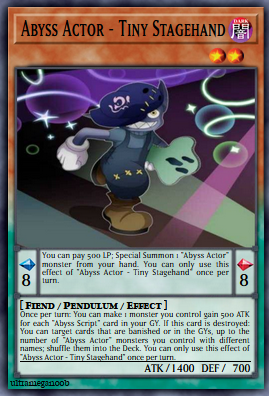 ABYSS ACTOR - TINY STAGEHAND
DARK
闇
You can pay 500 LP; Special Summon 1 "Abyss Actor"
monster from your hand. You can only use this
effect of "Abyss Actor - Tiny Stagehand" once per
turn.
8
8
[ FIEND / PENDULUM / EFFECT ]
Once per turn: You can make 1 monster you control gain 500 ATK
for each "Abyss Script" card in your GY. If this card is destroyed:
You can target cards that are banished or in the GYs, up to the
number of "Abyss Actor" monsters you control with different
names; shuffle them into the Deck. You can only use this effect of
"Abyss Actor - Tiny Stagehand" once per turn.
ATK/1400 DEF/ 700
ultrameganoob